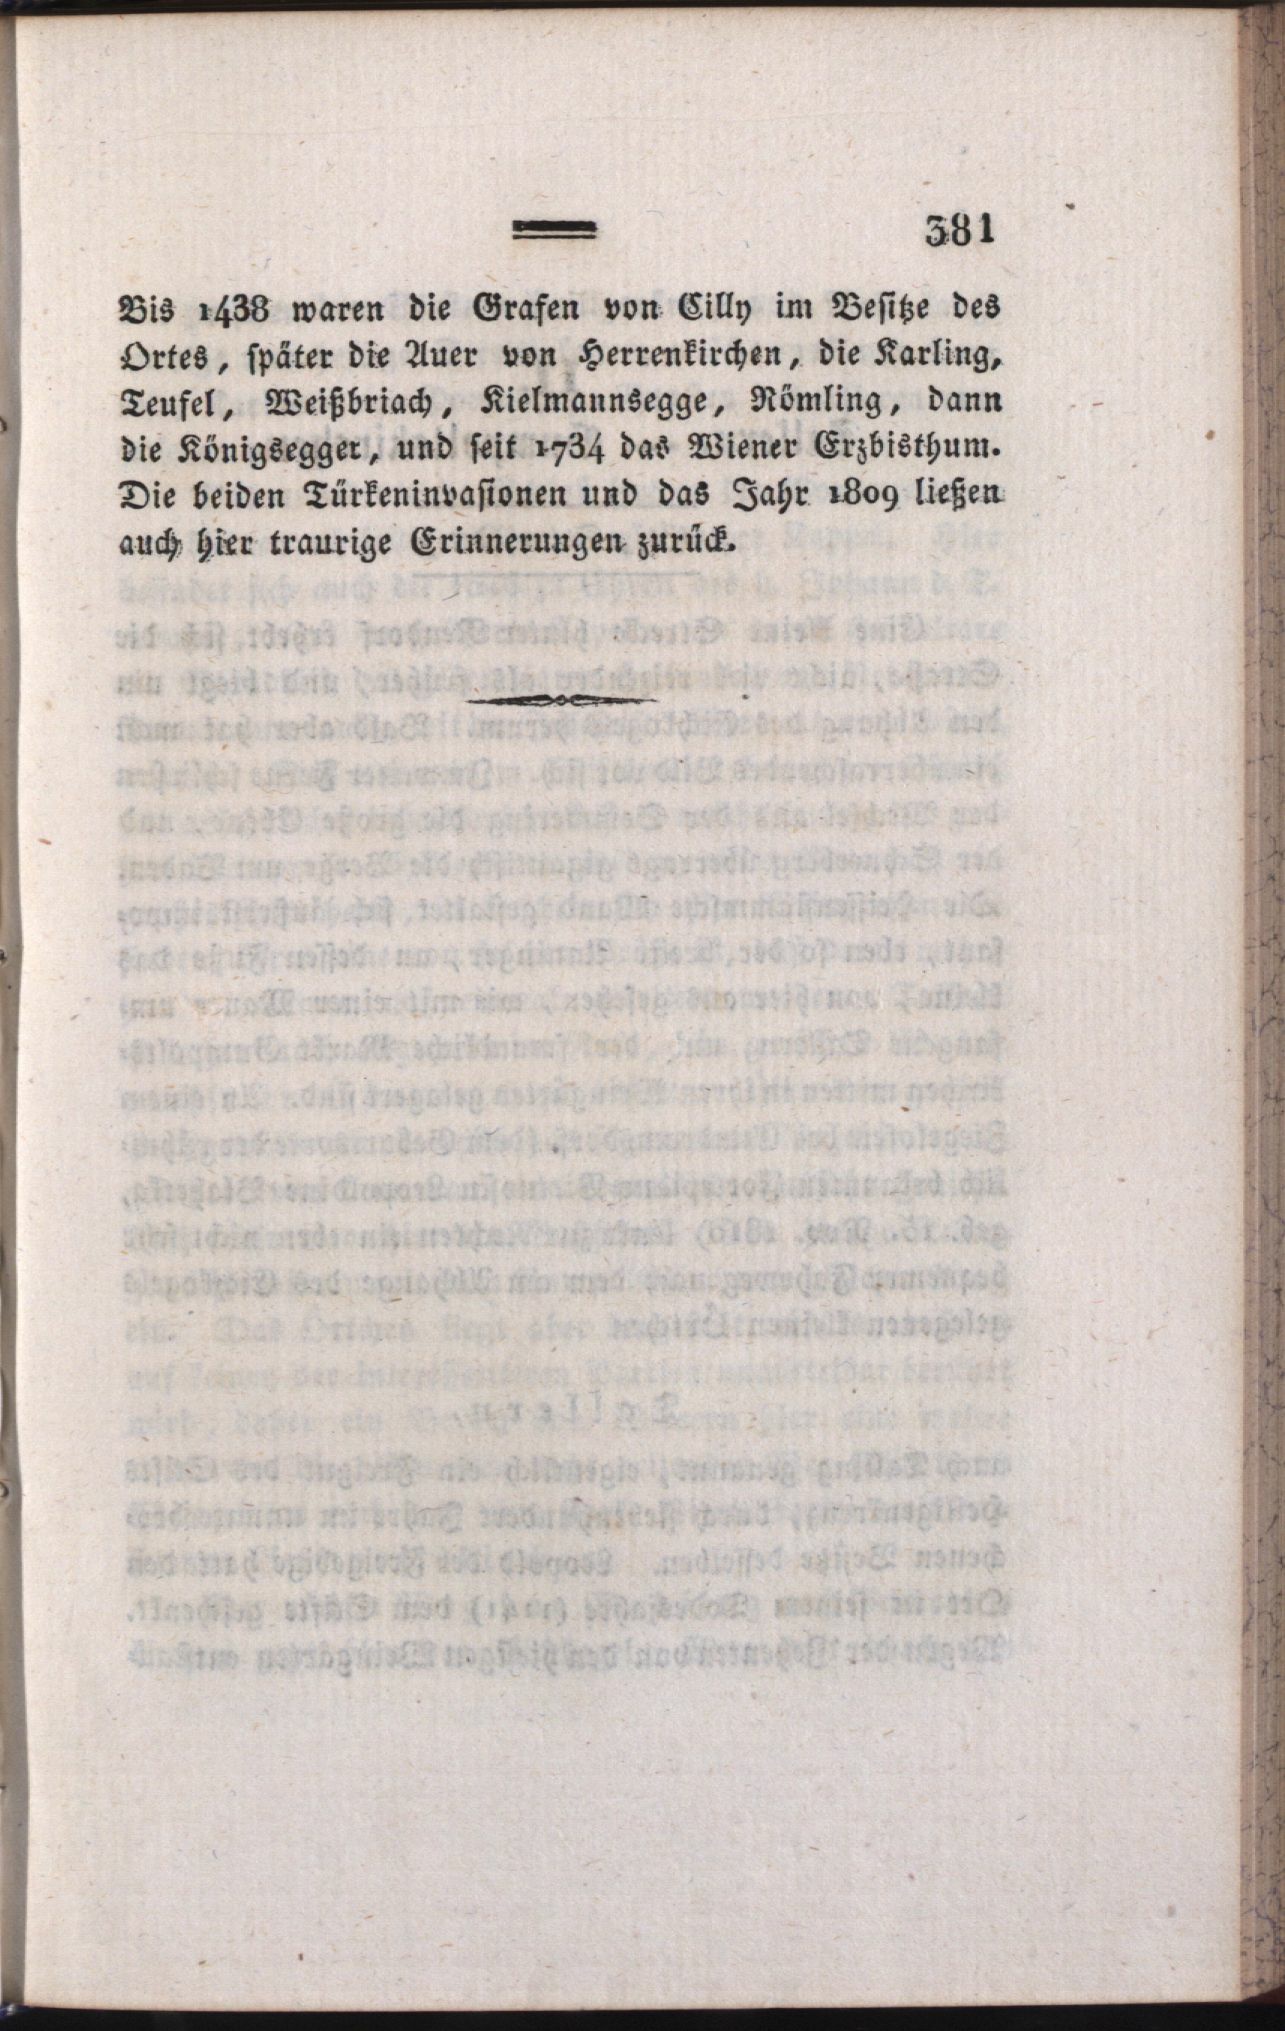 381
Bis 1438 waren die Grafen von Cilly im Besitze des
Ortes, später die Auer von Herrenkirchen, die Karling,
Teufel, Weißbriach, Kielmannsegge, Nömling, dann
die Königsegger, und seit 1734 das Wiener Erzbisthum.
Die beiden Türkeninvasionen und das Jahr 1809 ließen
auch hier traurige Erinnerungen zurück.